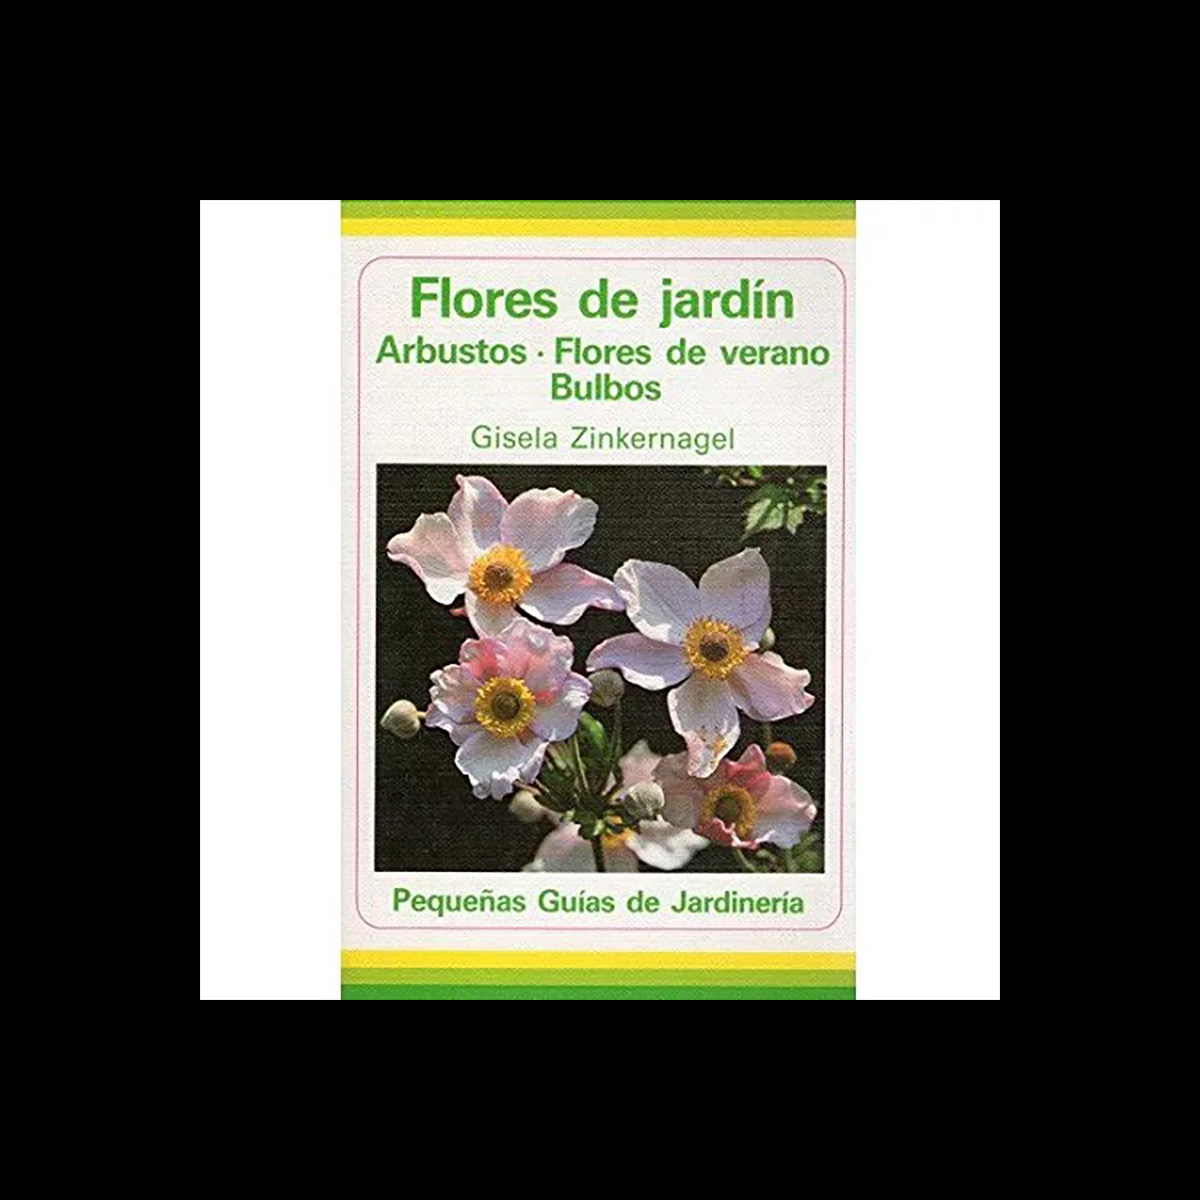 Flores de jardín
Arbustos · Flores de verano
Bulbos
Gisela Zinkernagel
Pequeñas Guías de Jardinería